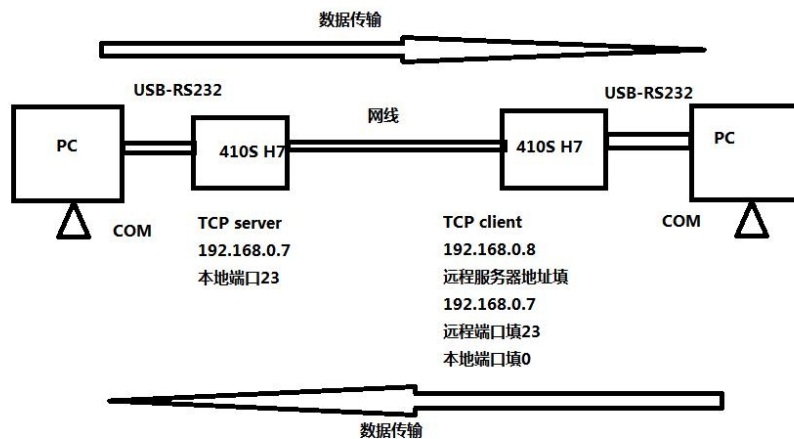 数据传输
USB-RS232
USB-RS232
PC
410S H7
网线
410S H7
PC
COM
TCP server
192.168.0.7
本地端口23
TCP client
192.168.0.8
远程服务器地址填
192.168.0.7
远程端口填23
本地端口填0
COM
数据传输